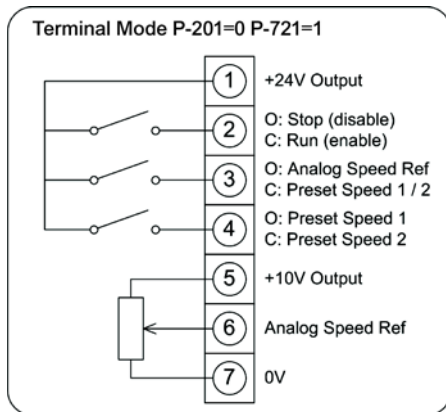 Terminal Mode P-201=0 P-721=1
1 +24V Output
2 O: Stop (disable)
C: Run (enable)
3 O: Analog Speed Ref
C: Preset Speed 1 / 2
4 O: Preset Speed 1
C: Preset Speed 2
5 +10V Output
6 Analog Speed Ref
7 0V